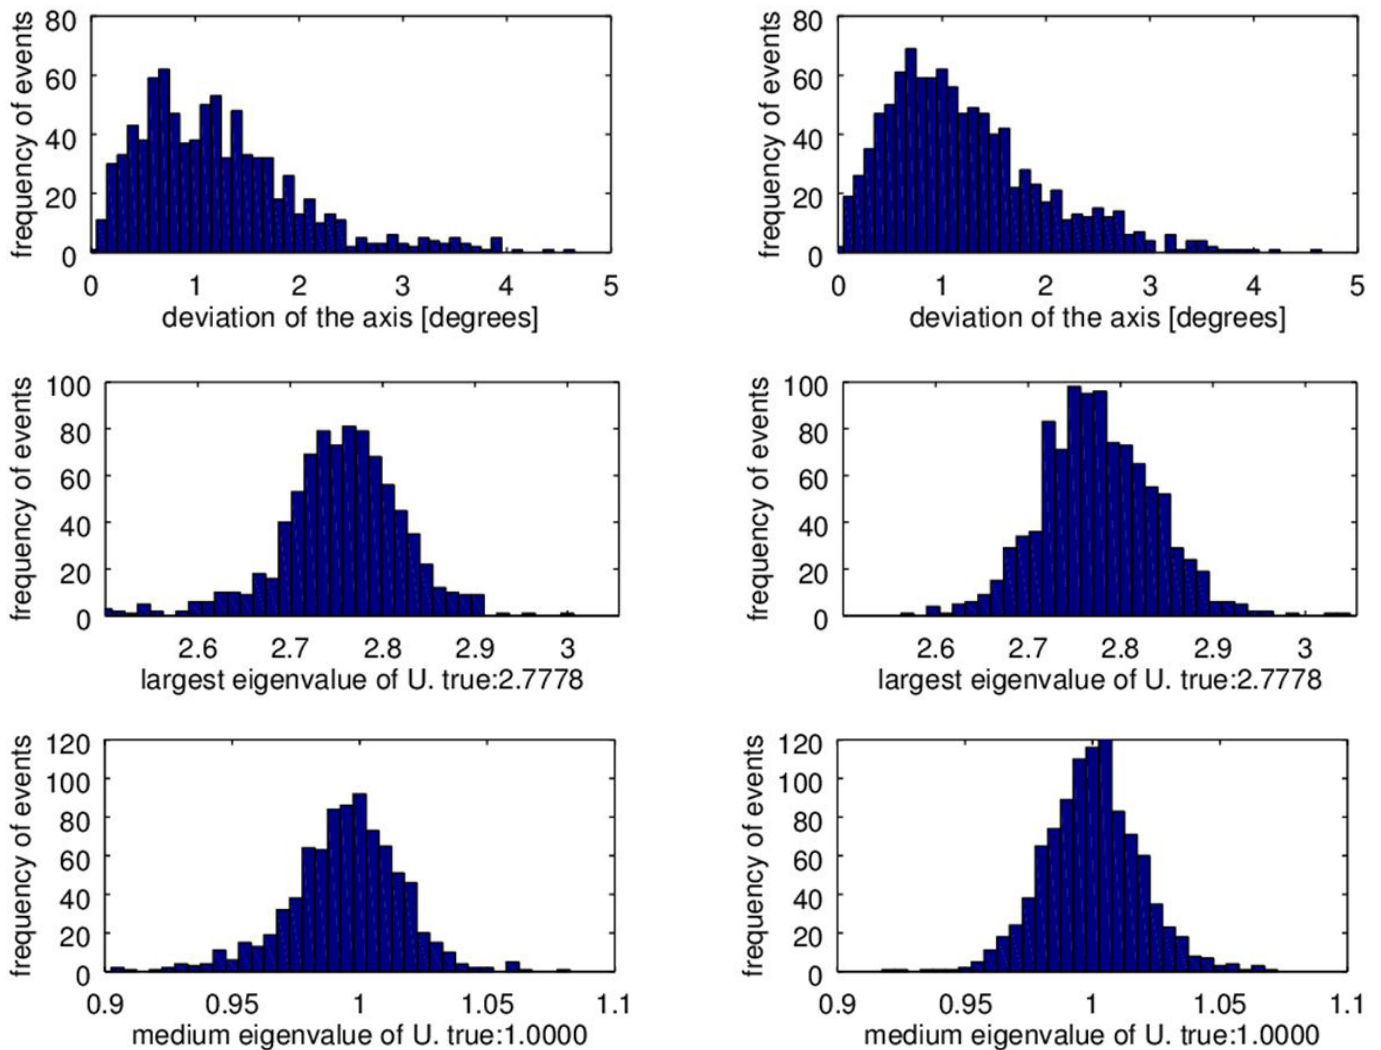 frequency of events
80
60
40
20
0
0 1 2 3 4 5
deviation of the axis [degrees]
frequency of events
80
60
40
20
0
0 1 2 3 4 5
deviation of the axis [degrees]
frequency of events
100
80
60
40
20
0
2.6 2.7 2.8 2.9 3
largest eigenvalue of U. true:2.7778
frequency of events
100
80
60
40
20
0
2.6 2.7 2.8 2.9 3
largest eigenvalue of U. true:2.7778
frequency of events
120
100
80
60
40
20
0
0.9 0.95 1 1.05 1.1
medium eigenvalue of U. true:1.0000
frequency of events
120
100
80
60
40
20
0
0.9 0.95 1 1.05 1.1
medium eigenvalue of U. true:1.0000